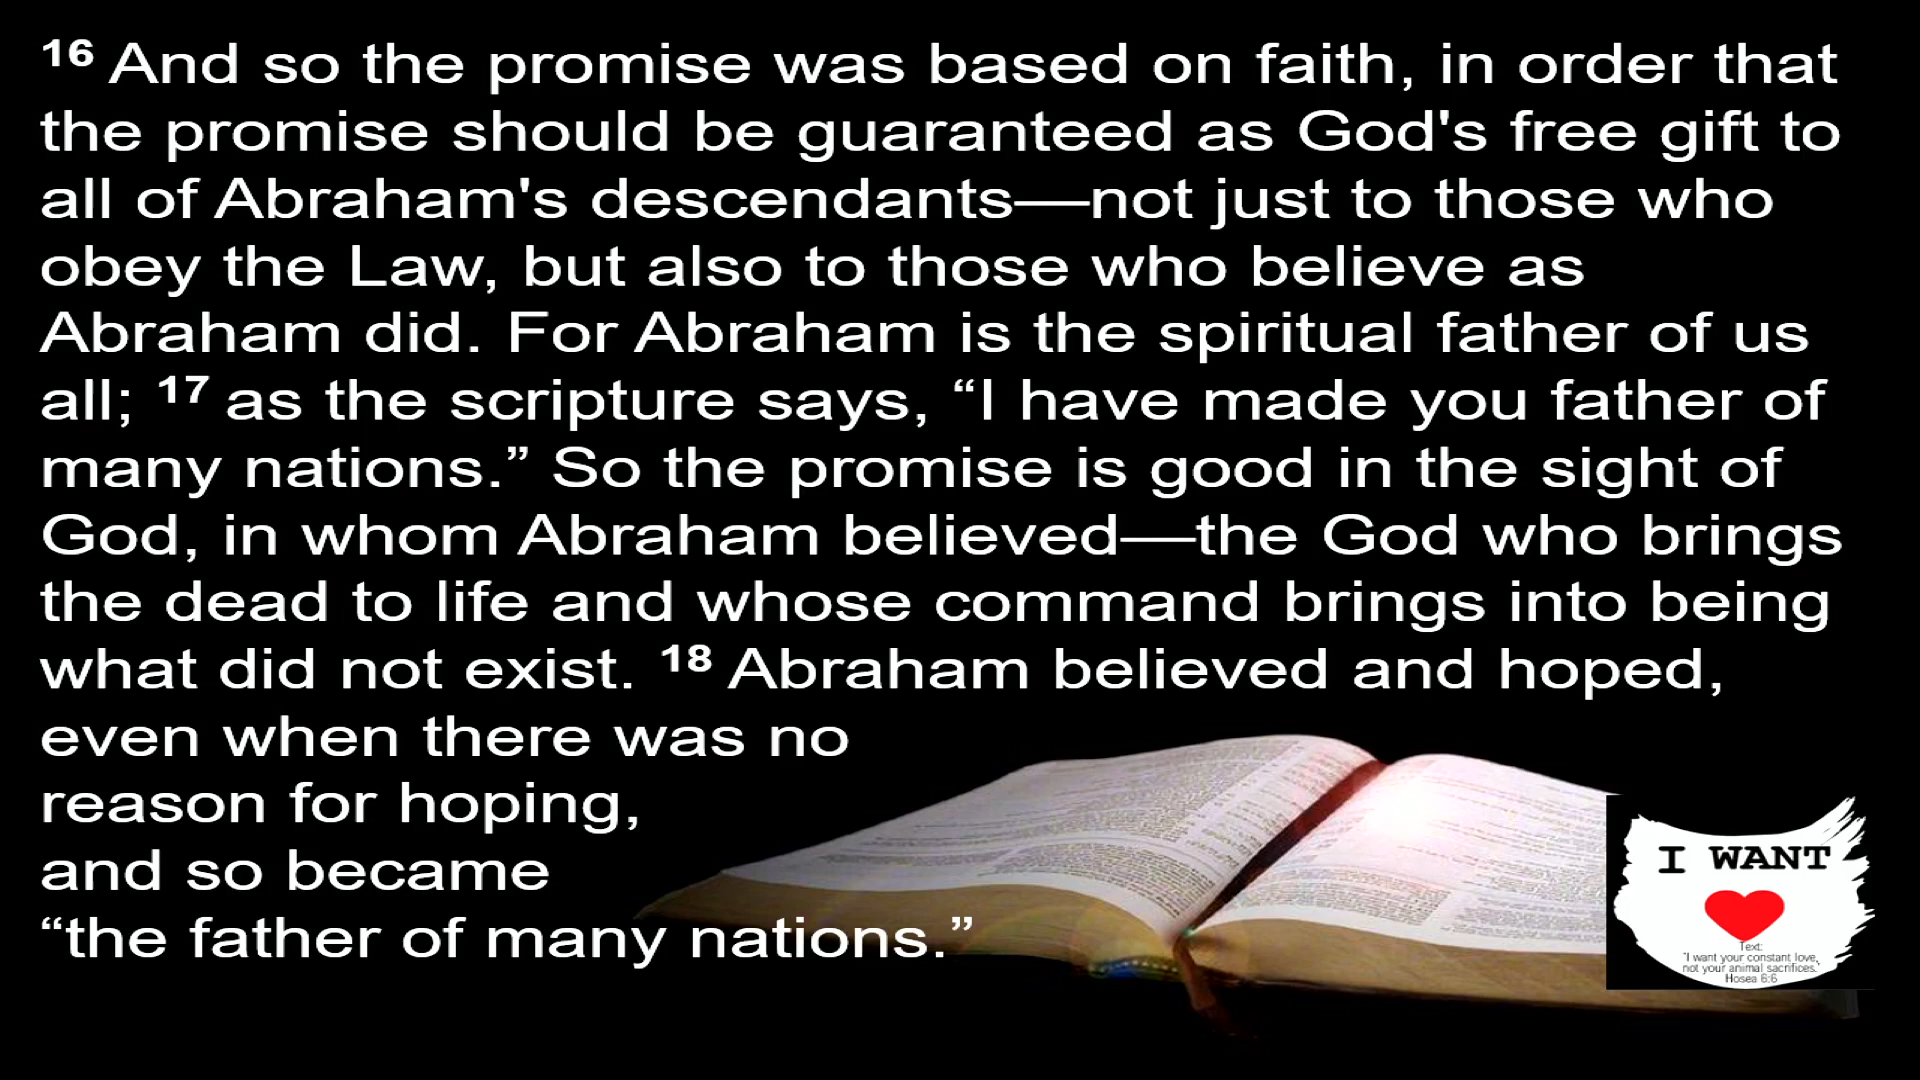 16 And so the promise was based on faith, in order that
the promise should be guaranteed as God's free gift to
all of Abraham's descendants—not just to those who
obey the Law, but also to those who believe as
Abraham did. For Abraham is the spiritual father of us
all; 17 as the scripture says, “I have made you father of
many nations.” So the promise is good in the sight of
God, in whom Abraham believed—the God who brings
the dead to life and whose command brings into being
what did not exist. 18 Abraham believed and hoped,
even when there was no
reason for hoping,
and so became
“the father of many nations.”
I WANT
Text:
"I want your constant love,
not your animal sacrifices."
Hosea 6:6